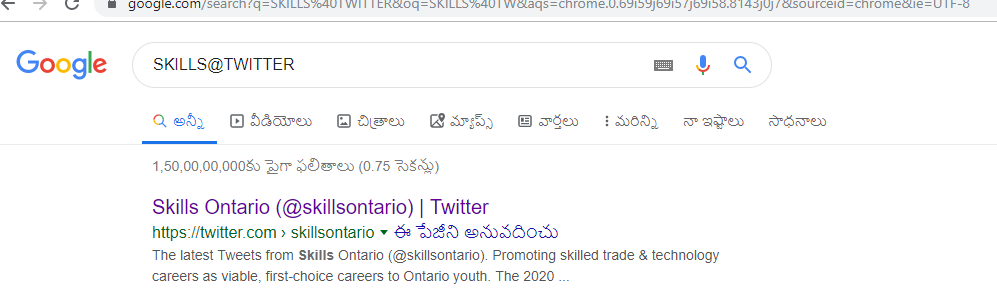 google.com/search?q=SKILLS%40TWITTER&oq=SKILLS%40TW&aqs=chrome.0.69i59j69i57j69i58.8143j0j7&sourceid=chrome&ie=UTF-8
Google SKILLS@TWITTER
అన్నీ వీడియోలు చిత్రాలు మ్యాప్స్ వార్తలు మరిన్ని నా ఇష్టాలు సాధనాలు
1,50,00,00,000కు పైగా ఫలితాలు (0.75 సెకన్లు)
Skills Ontario (@skillsontario) | Twitter
https://twitter.com › skillsontario ఈ పేజీని అనువదించు
The latest Tweets from Skills Ontario (@skillsontario). Promoting skilled trade & technology
careers as viable, first-choice careers to Ontario youth. The 2020 ...